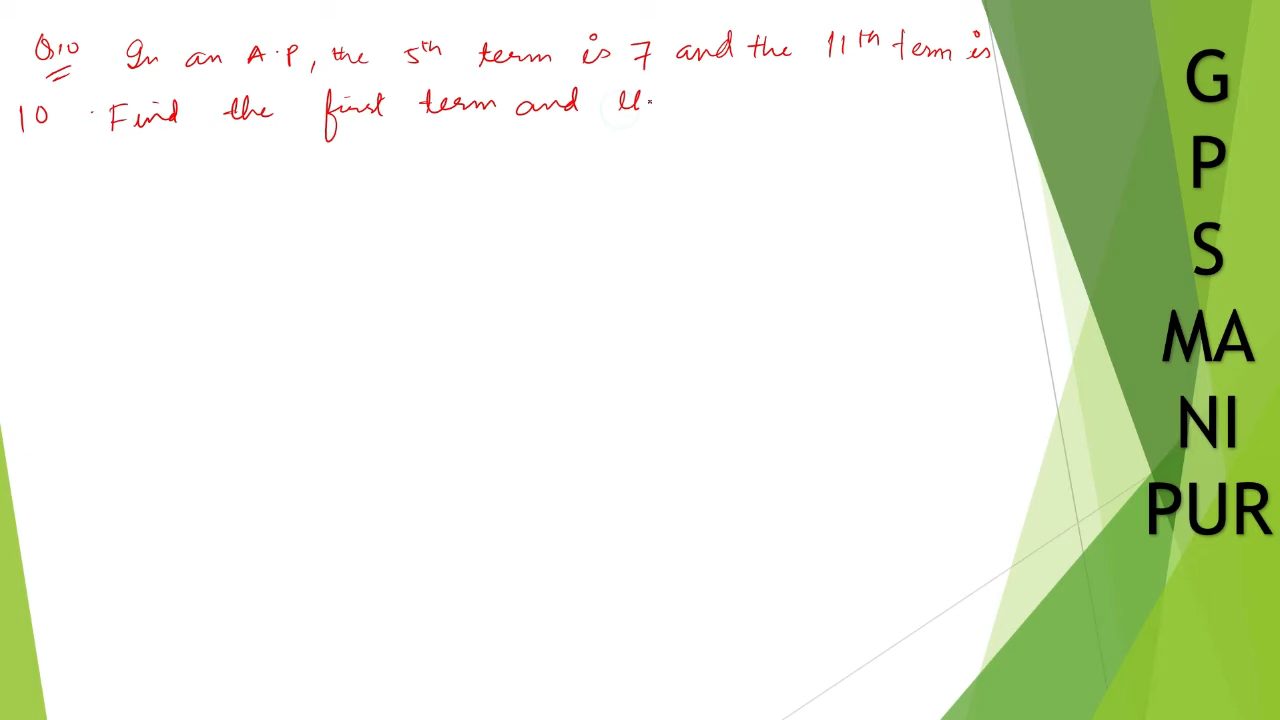 Q10 In an A.P, the 5th term is 7 and the 11th term is
10. Find the first term and
G
P
S
MA
NI
PUR